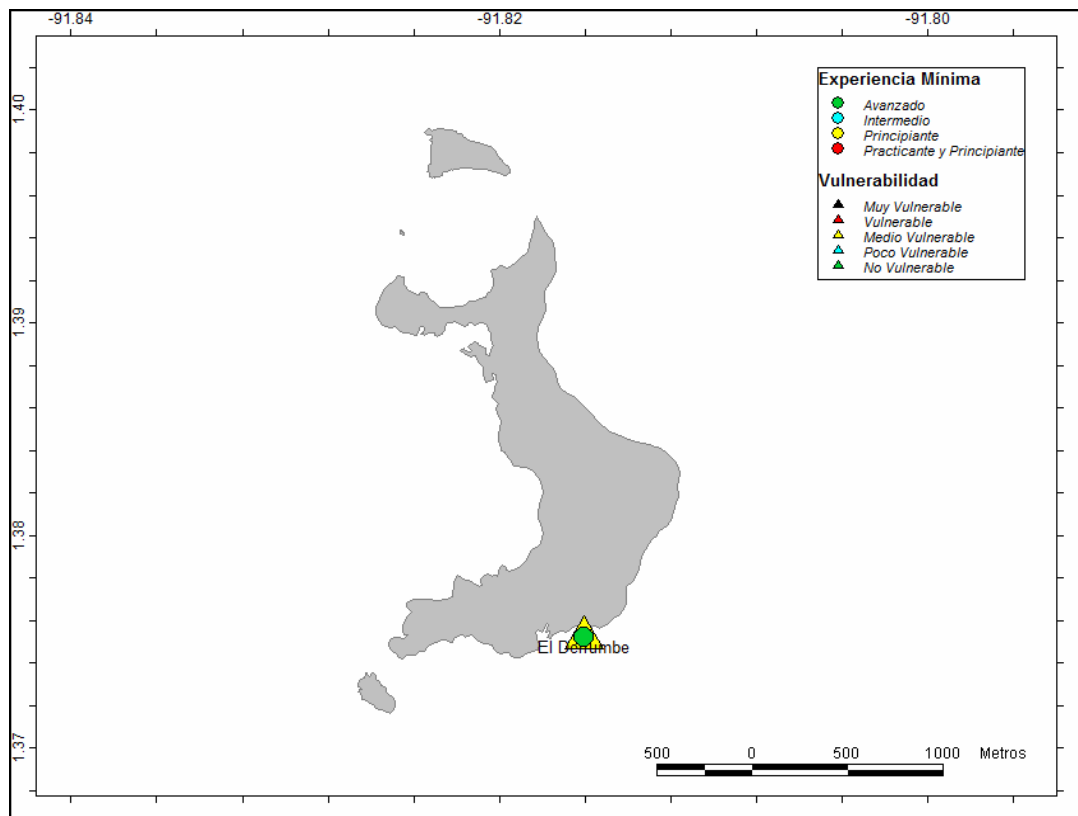 -91.84 -91.82 -91.80
Experiencia Mínima
Avanzado
Intermedio
Principiante
Practicante y Principiante
Vulnerabilidad
Muy Vulnerable
Vulnerable
Medio Vulnerable
Poco Vulnerable
No Vulnerable
1.40
1.39
1.38
El Derrumbe
1.37
500 0 500 1000 Metros